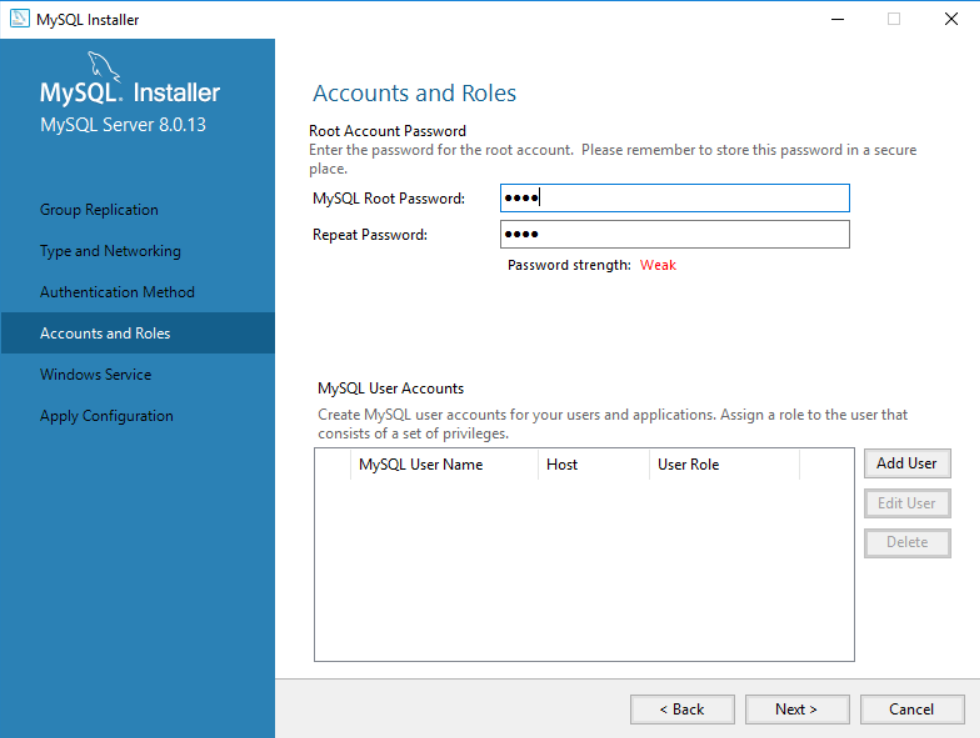 MySQL Installer
MySQL. Installer
MySQL Server 8.0.13
Group Replication
Type and Networking
Authentication Method
Accounts and Roles
Windows Service
Apply Configuration
Accounts and Roles
Root Account Password
Enter the password for the root account. Please remember to store this password in a secure
place.
MySQL Root Password: ●●●●
Repeat Password: ●●●●
Password strength: Weak
MySQL User Accounts
Create MySQL user accounts for your users and applications. Assign a role to the user that
consists of a set of privileges.
MySQL User Name Host User Role
Add User
Edit User
Delete
< Back Next > Cancel